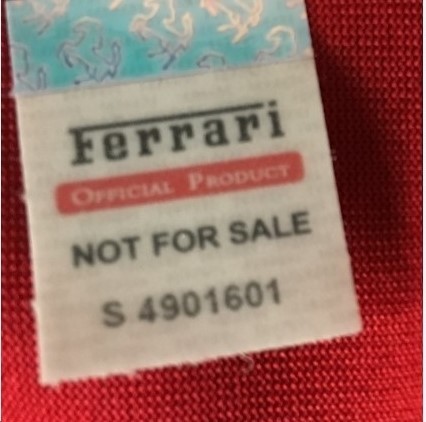 Ferrari
OFFICIAL PRODUCT
NOT FOR SALE
S 4901601